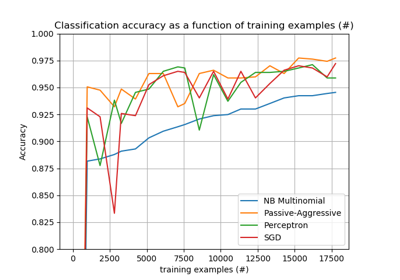 Classification accuracy as a function of training examples (#)
1.000
0.975
0.950
0.925
0.900
0.875
0.850
0.825
0.800
Accuracy
NB Multinomial
Passive-Aggressive
Perceptron
SGD
0 2500 5000 7500 10000 12500 15000 17500
training examples (#)